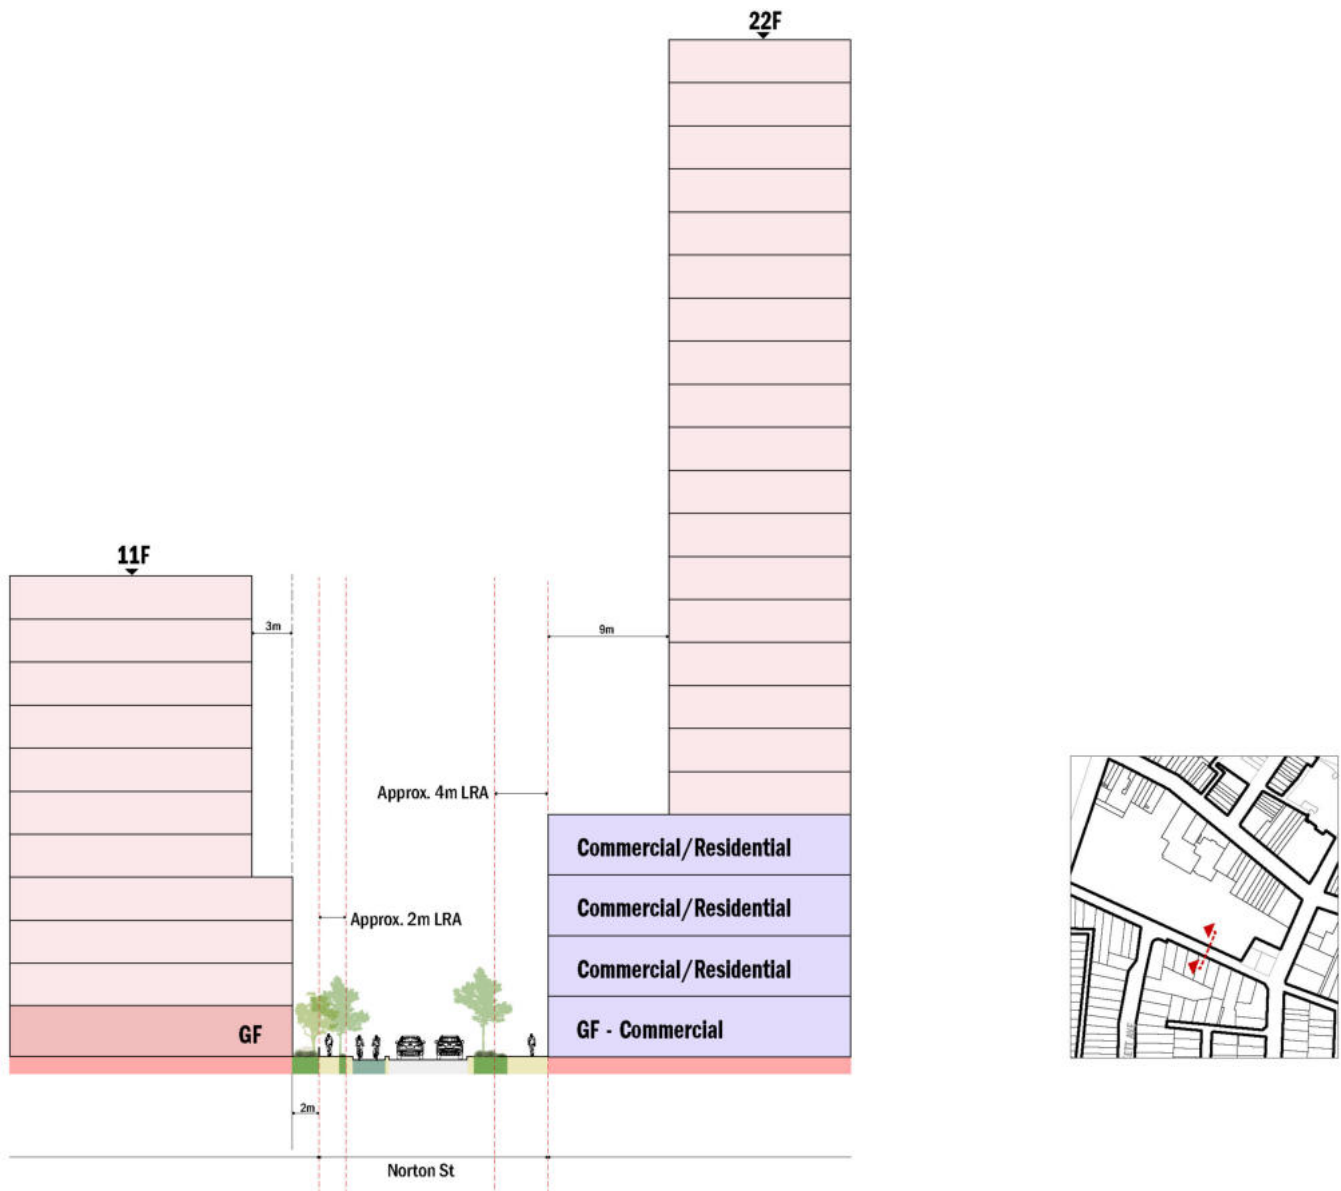 22F
11F
3m
9m
Approx. 4m LRA
Commercial/Residential
Approx. 2m LRA
Commercial/Residential
Commercial/Residential
GF
GF - Commercial
2m
Norton St